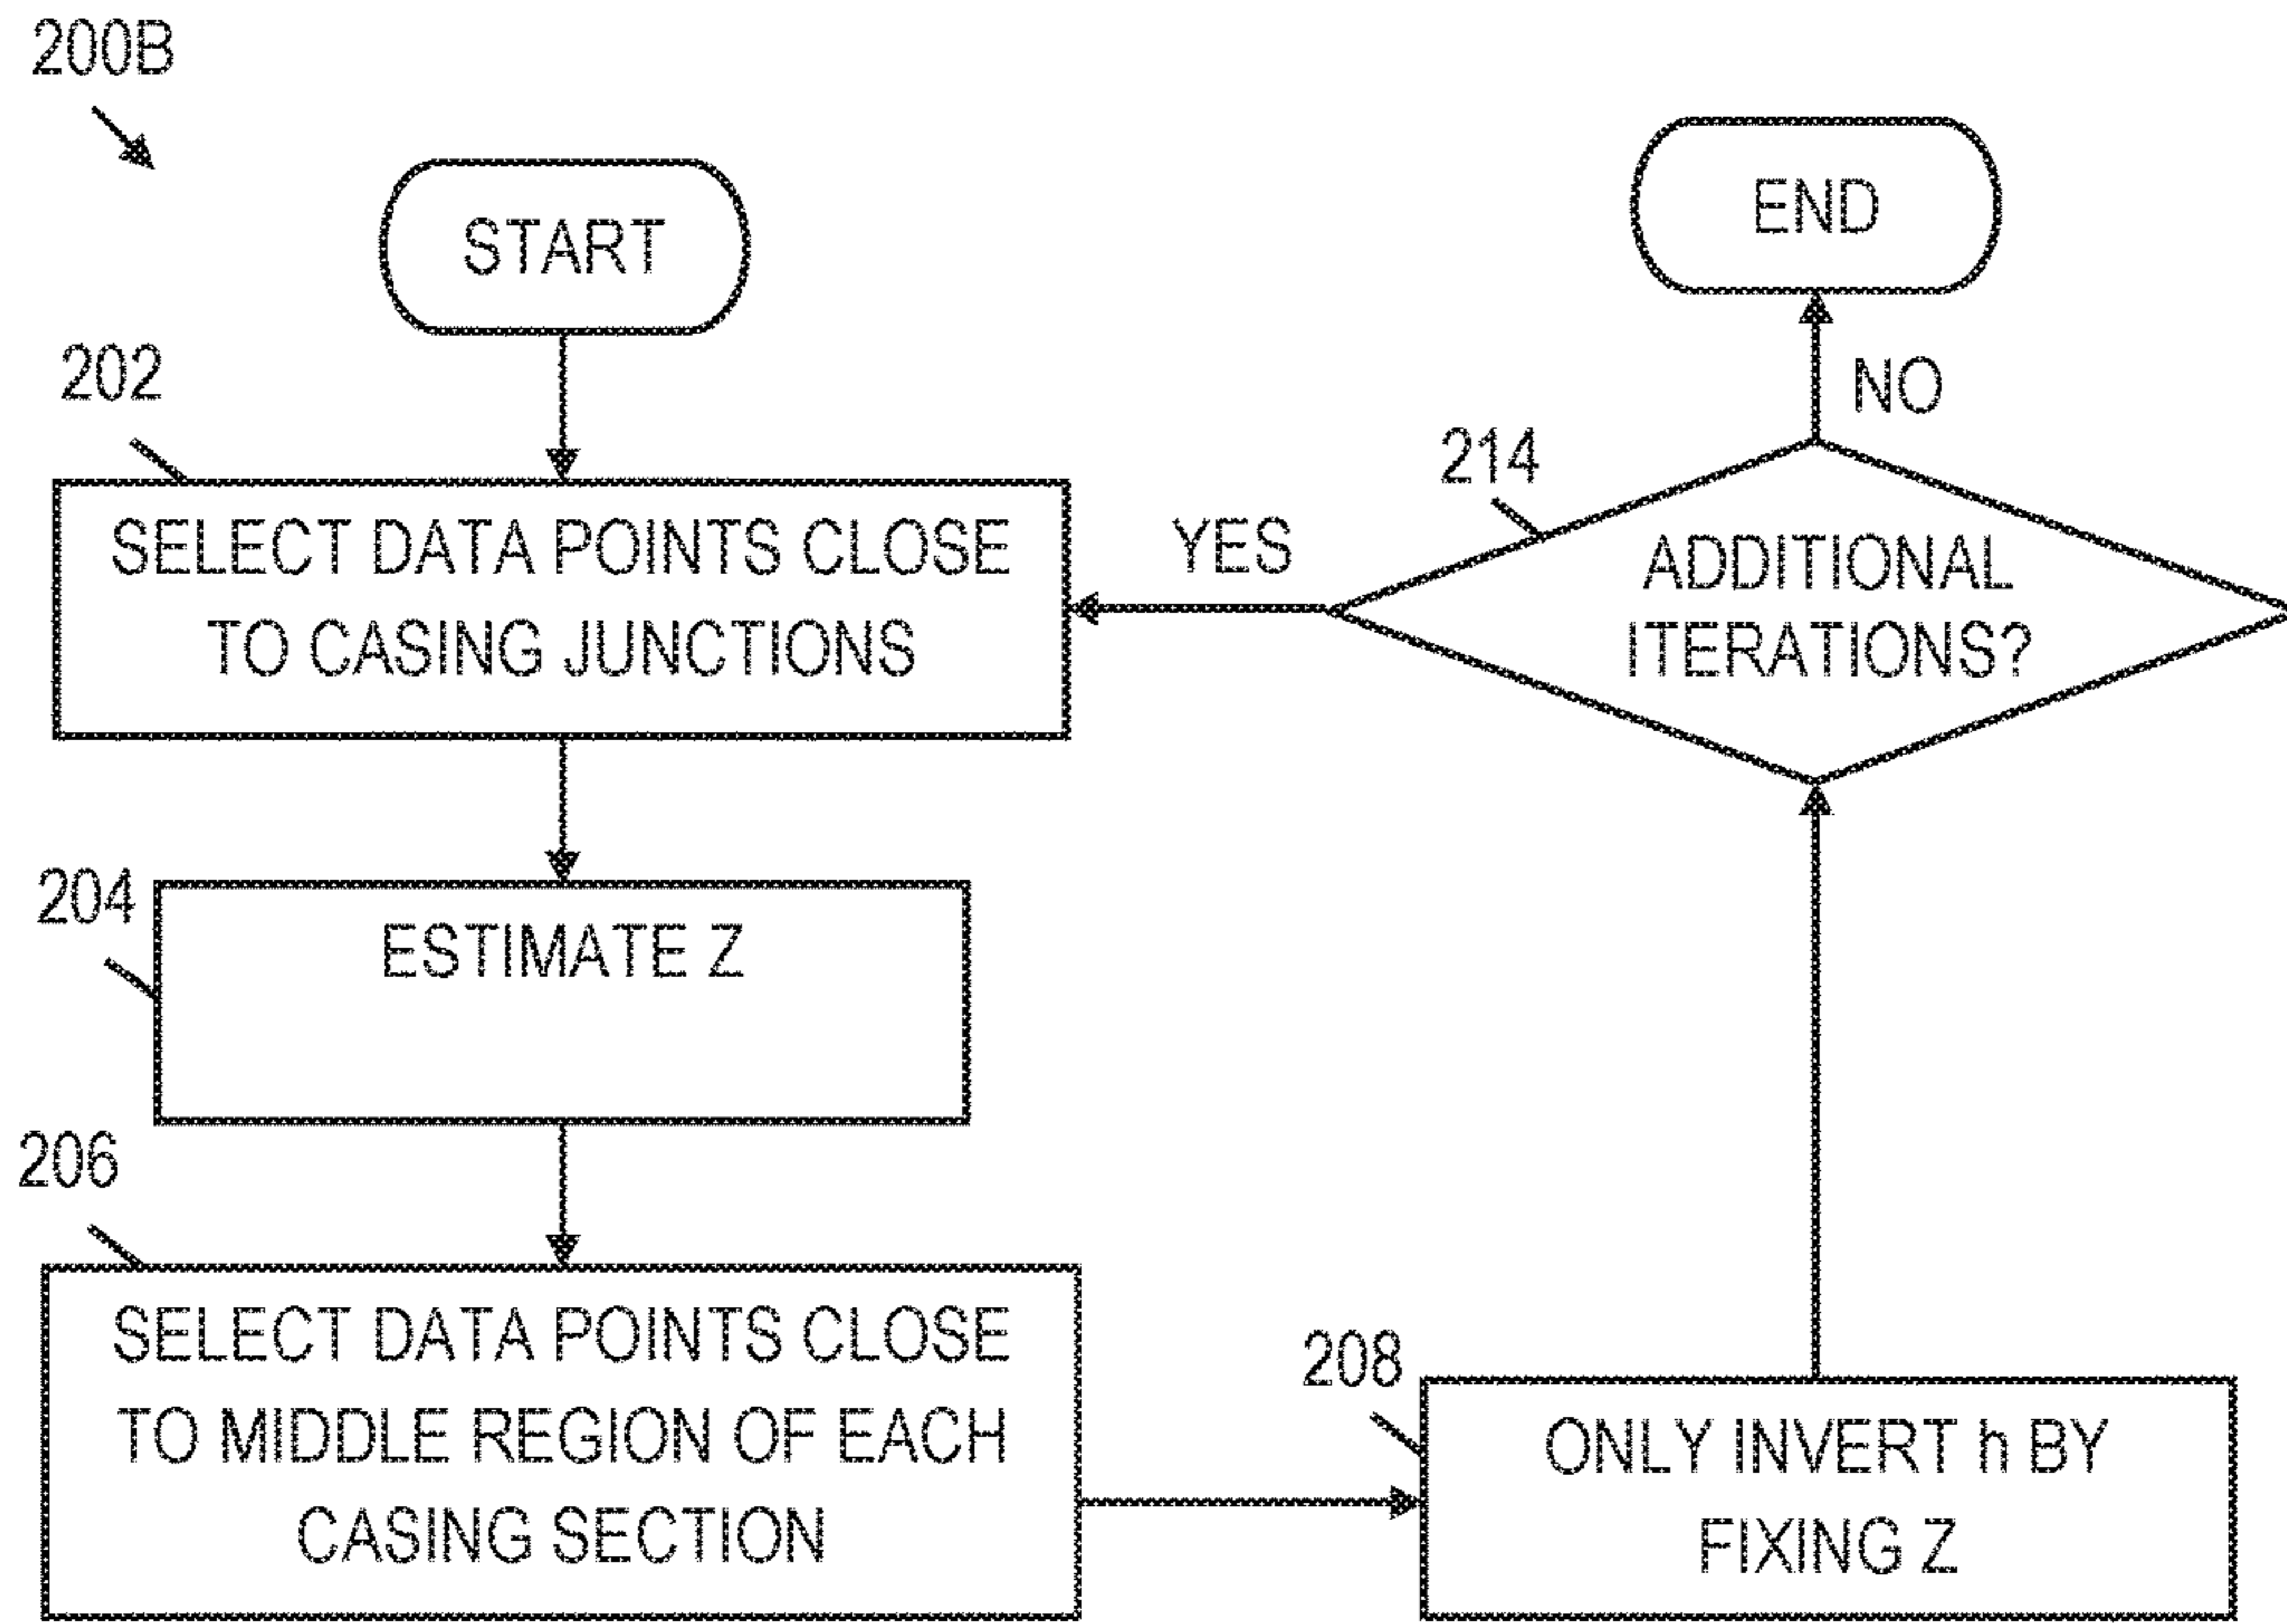 200B
START
202
SELECT DATA POINTS CLOSE
TO CASING JUNCTIONS
204
ESTIMATE Z
206
SELECT DATA POINTS CLOSE
TO MIDDLE REGION OF EACH
CASING SECTION
208
ONLY INVERT h BY
FIXING Z
214
ADDITIONAL
ITERATIONS?
YES
NO
END